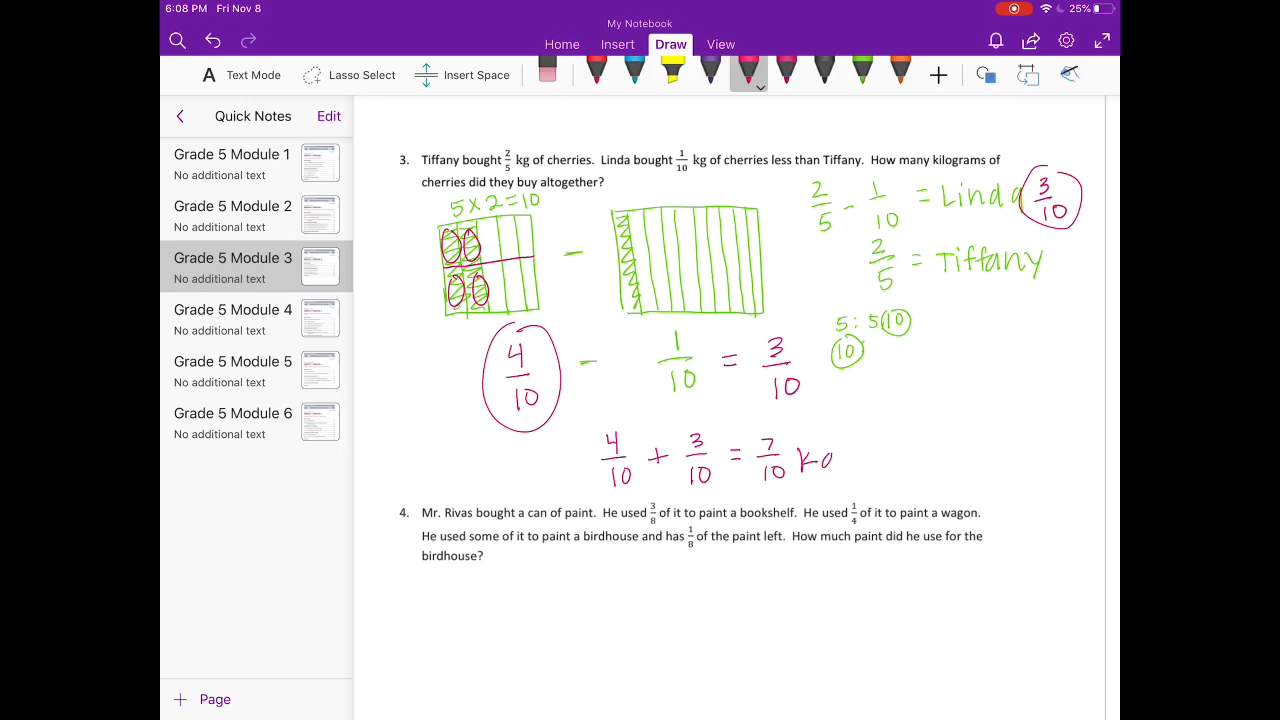 6:08 PM Fri Nov 8
25%
My Notebook
Home Insert Draw View
A Text Mode Lasso Select Insert Space
Quick Notes Edit
Grade 5 Module 1
No additional text
Grade 5 Module 2
No additional text
Grade 5 Module 3
No additional text
Grade 5 Module 4
No additional text
Grade 5 Module 5
No additional text
Grade 5 Module 6
No additional text
+ Page
3. Tiffany bought 2/5 kg of cherries. Linda bought 1/10 kg of cherries less than Tiffany. How many kilograms of
cherries did they buy altogether?
5 x 2 = 10
2/5 - 1/10 = Linda 3/10
2/5 = Tiffany
5: 5 10
10
-
4/10 - 1/10 = 3/10
4/10 + 3/10 = 7/10 kg
4. Mr. Rivas bought a can of paint. He used 3/8 of it to paint a bookshelf. He used 1/4 of it to paint a wagon.
He used some of it to paint a birdhouse and has 1/8 of the paint left. How much paint did he use for the
birdhouse?